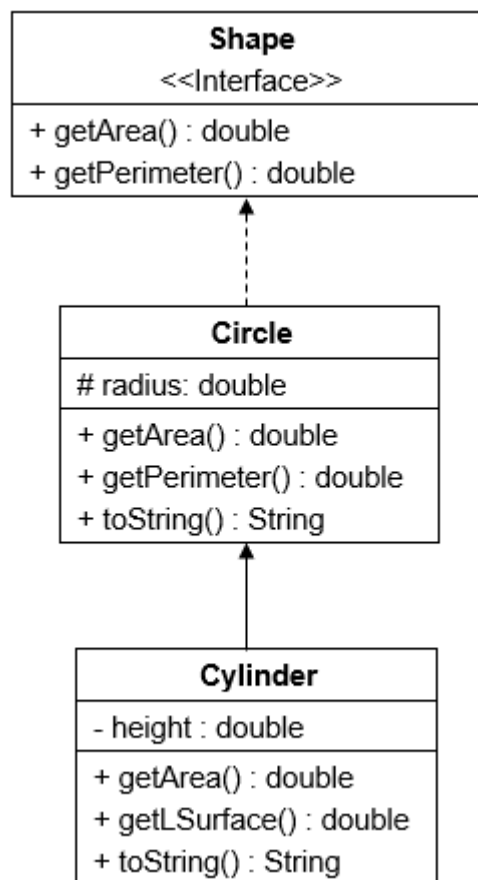 Shape
<<Interface>>
+ getArea() : double
+ getPerimeter() : double
Circle
# radius: double
+ getArea() : double
+ getPerimeter() : double
+ toString() : String
Cylinder
- height : double
+ getArea() : double
+ getLSurface() : double
+ toString() : String